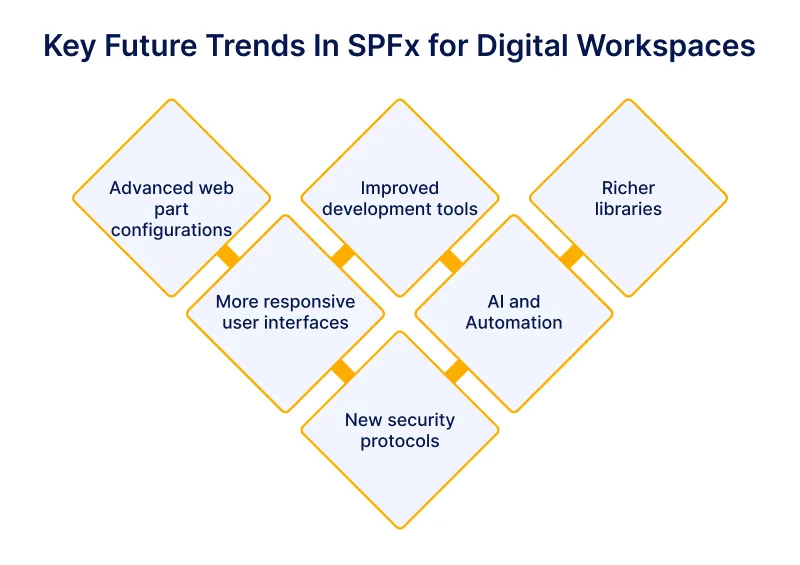 Key Future Trends In SPFx for Digital Workspaces
Advanced web
part
configurations
Improved
development tools
Richer
libraries
More responsive
user interfaces
AI and
Automation
New security
protocols